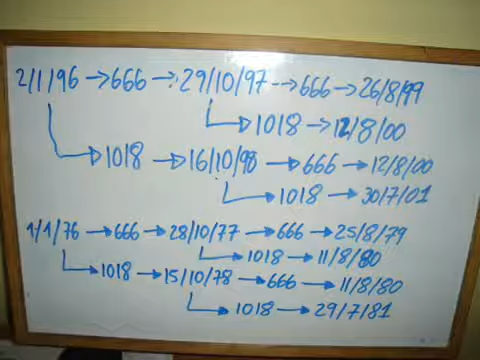 2/1/96 → 666 → 29/10/97 → 666 → 26/8/99
→ 1018 → 12/8/00
→ 1018 → 16/10/98 → 666 → 12/8/00
→ 1018 → 30/7/01
1/1/76 → 666 → 28/10/77 → 666 → 25/8/79
→ 1018 → 11/8/80
→ 1018 → 15/10/78 → 666 → 11/8/80
→ 1018 → 29/7/81